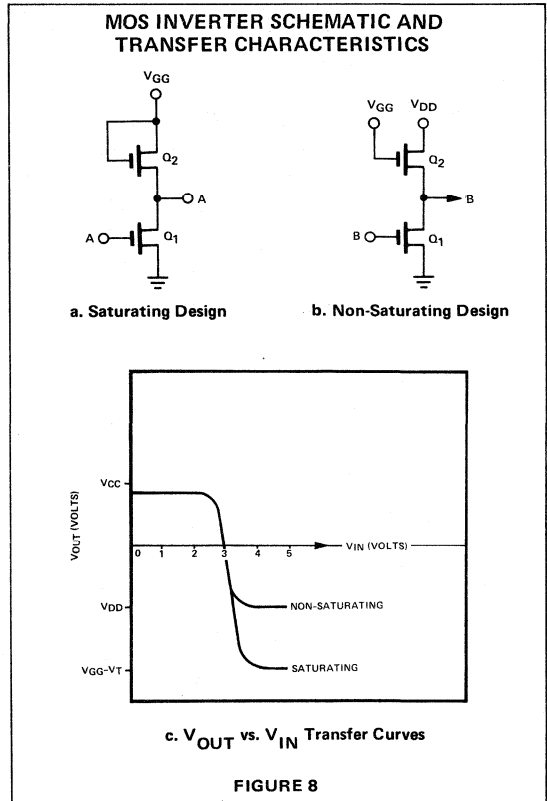 MOS INVERTER SCHEMATIC AND
TRANSFER CHARACTERISTICS
VGG
Q2
A
A
Q1
a. Saturating Design
VGG
VDD
Q2
B
B
Q1
b. Non-Saturating Design
VOUT (VOLTS)
VCC
0 1 2 3 4 5
VIN (VOLTS)
VDD
NON-SATURATING
VGG-VT
SATURATING
c. VOUT vs. VIN Transfer Curves
FIGURE 8